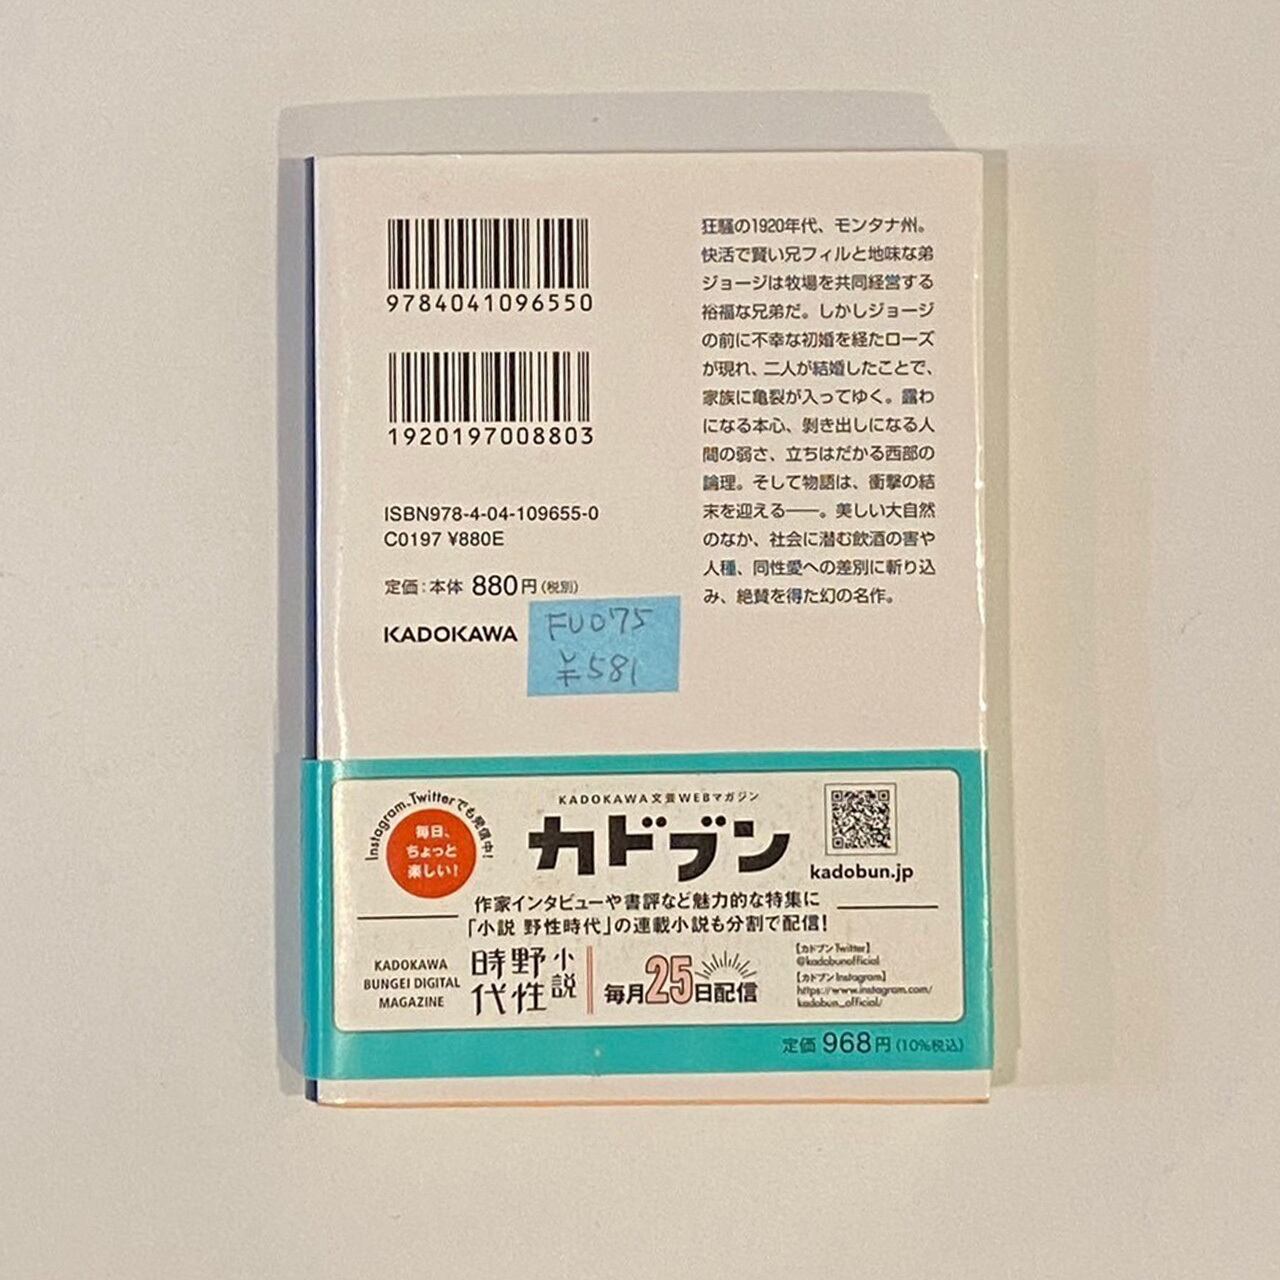 9784041096550
1920197008803
ISBN978-4-04-109655-0
C0197 ¥880E
定価:本体 880円(税別)
KADOKAWA
FU075
¥581
狂騒の1920年代、モンタナ州。
快活で賢い兄フィルと地味な弟
ジョージは牧場を共同経営する
裕福な兄弟だ。しかしジョージ
の前に不幸な初婚を経たローズ
が現れ、二人が結婚したことで、
家族に亀裂が入ってゆく。露わ
になる本心、剝き出しになる人
間の弱さ、立ちはだかる西部の
論理。そして物語は、衝撃の結
末を迎える――。美しい大自然
のなか、社会に潜む飲酒の害や
人種、同性愛への差別に斬り込
み、絶賛を得た幻の名作。
Instagram、Twitterでも発信中!
毎日、
ちょっと
楽しい!
KADOKAWA文芸WEBマガジン
カドブン
kadobun.jp
作家インタビューや書評など魅力的な特集に
「小説 野性時代」の連載小説も分割で配信!
KADOKAWA
BUNGEI DIGITAL
MAGAZINE
小説
野性
時代
毎月25日配信
【カドブンTwitter】
@kadobunofficial
【カドブンInstagram】
https://www.instagram.com/
kadobun_official/
定価 968円(10%税込)